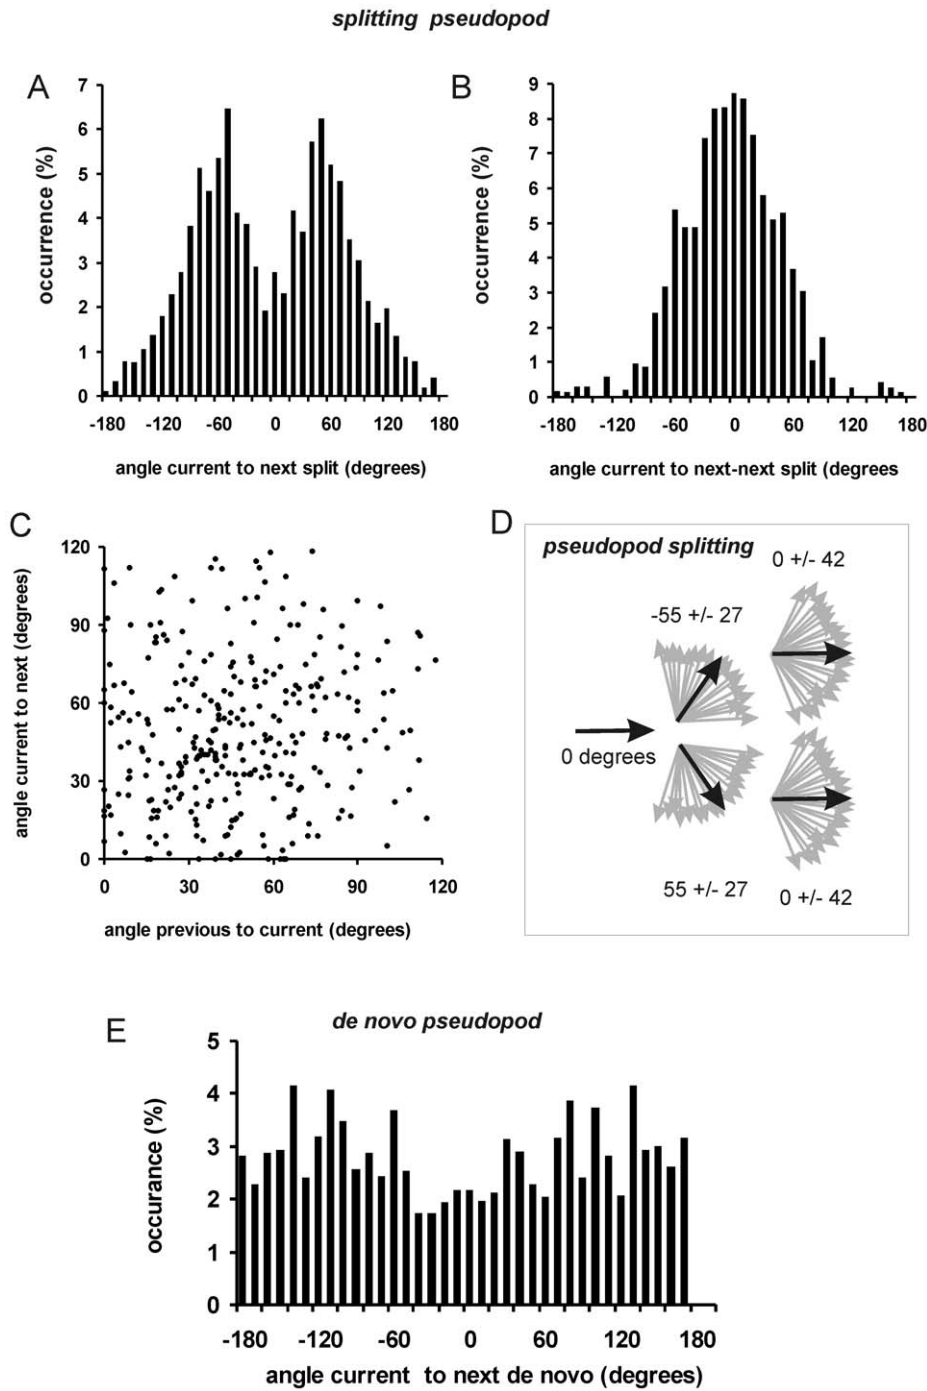 splitting pseudopod
A
7
6
5
4
3
2
1
0
occurrence (%)
-180 -120 -60 0 60 120 180
angle current to next split (degrees)
B
9
8
7
6
5
4
3
2
1
0
occurrence (%)
-180 -120 -60 0 60 120 180
angle current to next-next split (degrees
C
120
90
60
30
0
angle current to next (degrees)
0 30 60 90 120
angle previous to current (degrees)
D
pseudopod splitting
0 +/- 42
-55 +/- 27
0 degrees
55 +/- 27
0 +/- 42
E
de novo pseudopod
5
4
3
2
1
0
occurance (%)
-180 -120 -60 0 60 120 180
angle current to next de novo (degrees)